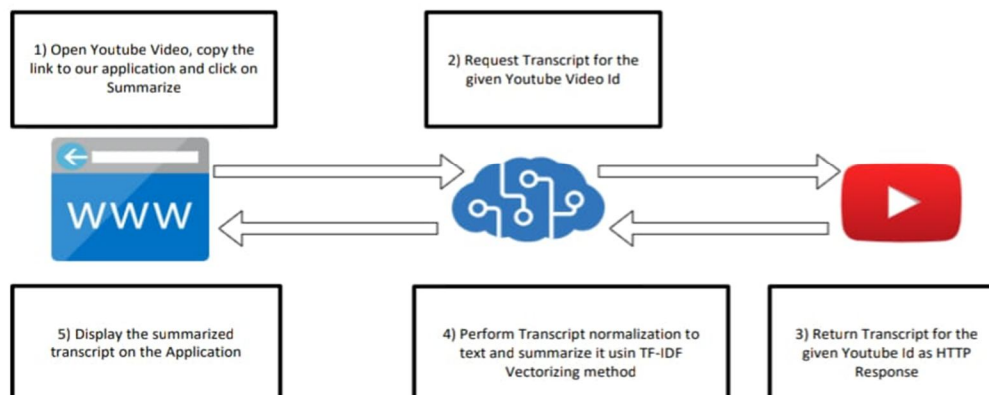 1) Open Youtube Video, copy the
link to our application and click on
Summarize
2) Request Transcript for the
given Youtube Video Id
WWW
5) Display the summarized
transcript on the Application
4) Perform Transcript normalization to
text and summarize it usin TF-IDF
Vectorizing method
3) Return Transcript for the
given Youtube Id as HTTP
Response